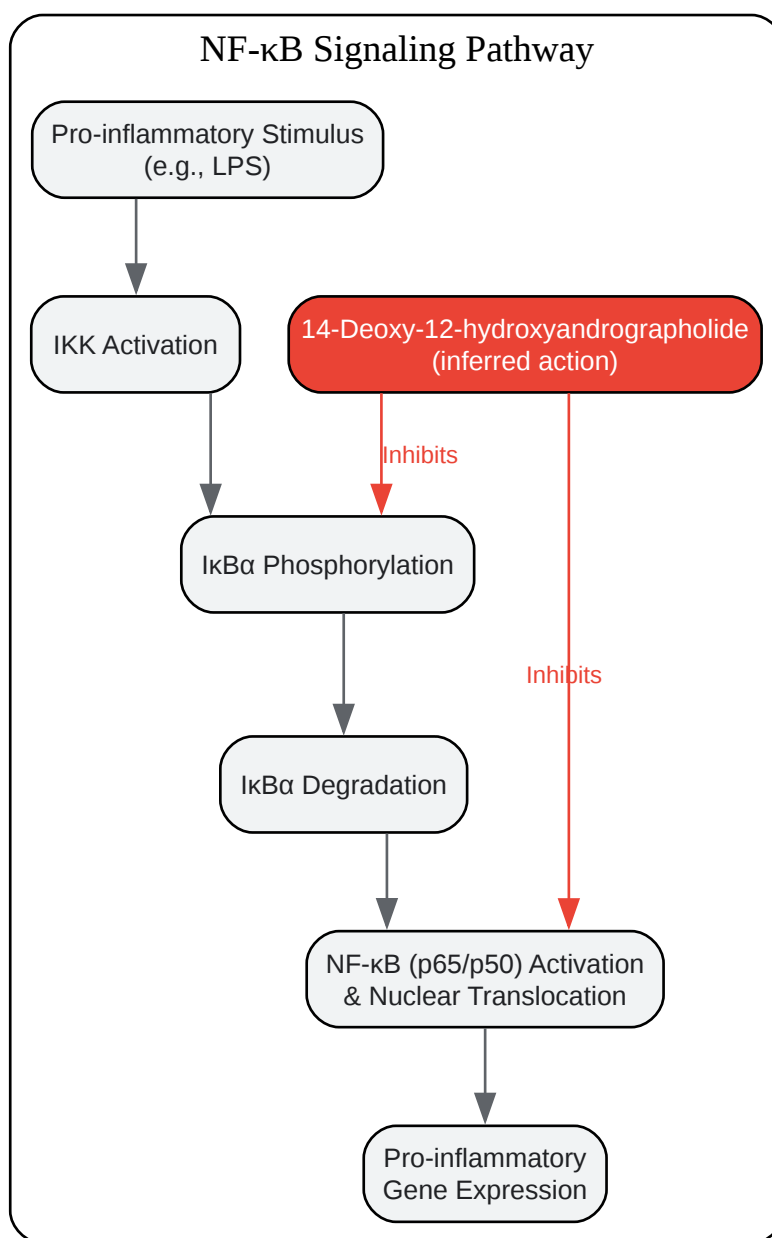 NF-κB Signaling Pathway
Pro-inflammatory Stimulus
(e.g., LPS)
IKK Activation
14-Deoxy-12-hydroxyandrographolide
(inferred action)
Inhibits
IκBα Phosphorylation
Inhibits
IκBα Degradation
NF-κB (p65/p50) Activation
& Nuclear Translocation
Pro-inflammatory
Gene Expression